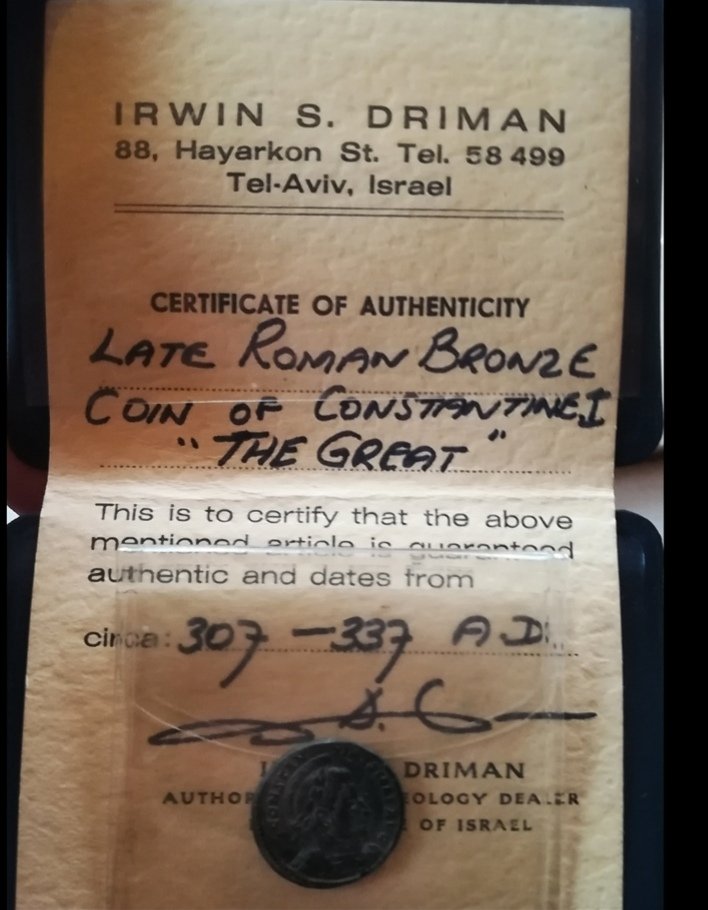 IRWIN S. DRIMAN
88, Hayarkon St. Tel. 58 499
Tel-Aviv, Israel
CERTIFICATE OF AUTHENTICITY
LATE ROMAN BRONZE
COIN OF CONSTANTINE I
"THE GREAT"
This is to certify that the above
mentioned article is guaranteed
authentic and dates from
circa: 307 - 337 AD.
DRIMAN
DEALER
OF ISRAEL